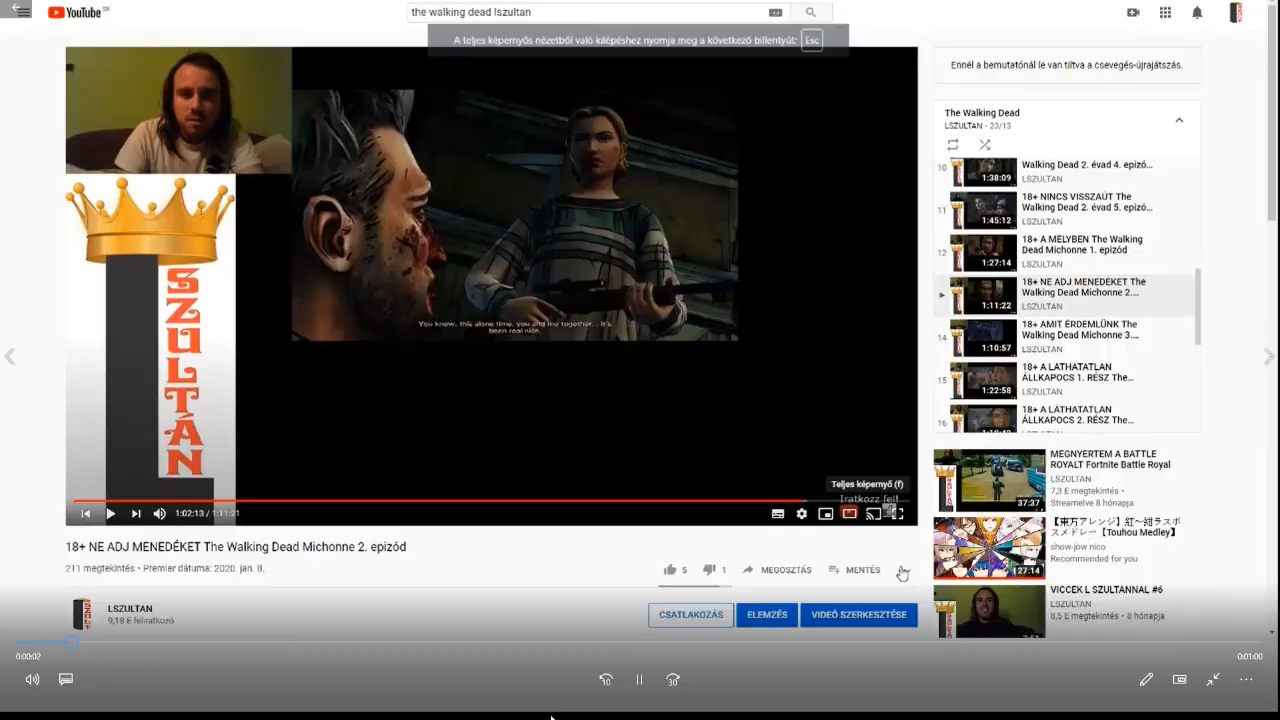 YouTube SK
the walking dead lszultan
A teljes képernyős nézetből való kilépéshez nyomja meg a következő billentyűt: Esc
LSZULTÁN
You know, this alone time, you and me together... it's
been real nice.
Teljes képernyő (f)
Iratkozz fel!
1:02:13 / 1:11:21
18+ NE ADJ MENEDÉKET The Walking Dead Michonne 2. epizód
211 megtekintés • Premier dátuma: 2020. jan. 8.
5
1
MEGOSZTÁS
MENTÉS
LSZULTAN
9,18 E feliratkozó
CSATLAKOZÁS
ELEMZÉS
VIDEÓ SZERKESZTÉSE
Ennél a bemutatónál le van tiltva a csevegés-újrajátszás.
The Walking Dead
LSZULTAN - 23/13
10
1:38:09
Walking Dead 2. évad 4. epizó...
LSZULTAN
11
1:45:12
18+ NINCS VISSZAÚT The
Walking Dead 2. évad 5. epizó...
LSZULTAN
12
1:27:14
18+ A MÉLYBEN The Walking
Dead Michonne 1. epizód
LSZULTAN
1:11:22
18+ NE ADJ MENEDÉKET The
Walking Dead Michonne 2....
LSZULTAN
14
1:10:57
18+ AMIT ÉRDEMLÜNK The
Walking Dead Michonne 3....
LSZULTAN
15
1:22:58
18+ A LÁTHATATLAN
ÁLLKAPOCS 1. RÉSZ The...
LSZULTAN
16
18+ A LÁTHATATLAN
ÁLLKAPOCS 2. RÉSZ The...
37:37
MEGNYERTEM A BATTLE
ROYALT Fortnite Battle Royal
LSZULTAN
7,3 E megtekintés •
Streamelve 8 hónapja
27:14
【東方アレンジ】紅〜紺ラスボ
スメドレー【Touhou Medley】
show-jow nico
Recommended for you
VICCEK L SZULTANNAL #6
LSZULTAN
8,5 E megtekintés • 8 hónapja
0:00:02
0:01:00
10
30